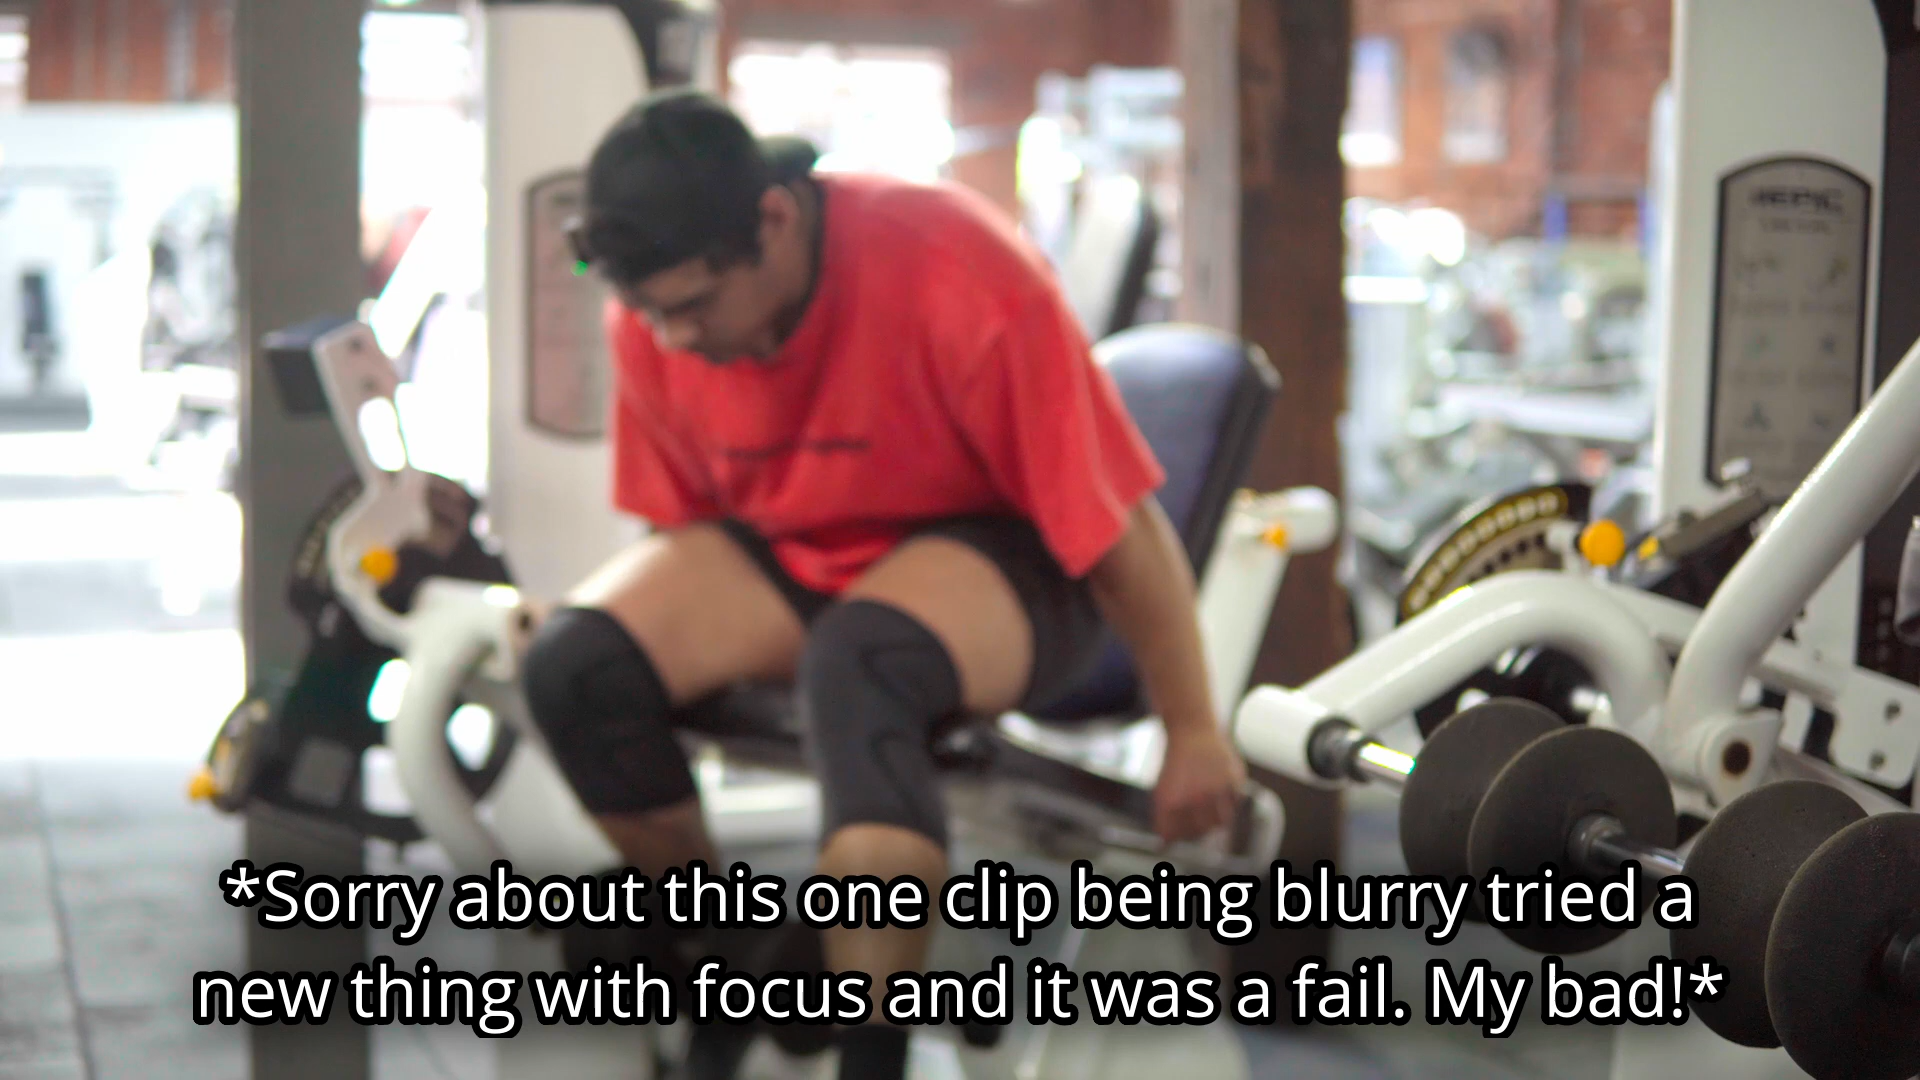 *Sorry about this one clip being blurry tried a
new thing with focus and it was a fail. My bad!*